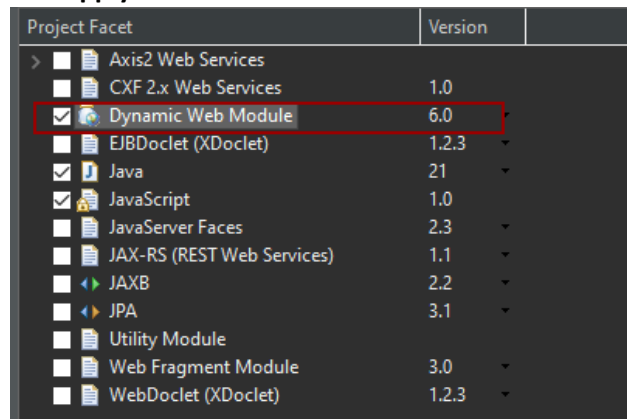 Project Facet Version
Axis2 Web Services
CXF 2.x Web Services 1.0
Dynamic Web Module 6.0
EJBDoclet (XDoclet) 1.2.3
Java 21
JavaScript 1.0
JavaServer Faces 2.3
JAX-RS (REST Web Services) 1.1
JAXB 2.2
JPA 3.1
Utility Module
Web Fragment Module 3.0
WebDoclet (XDoclet) 1.2.3